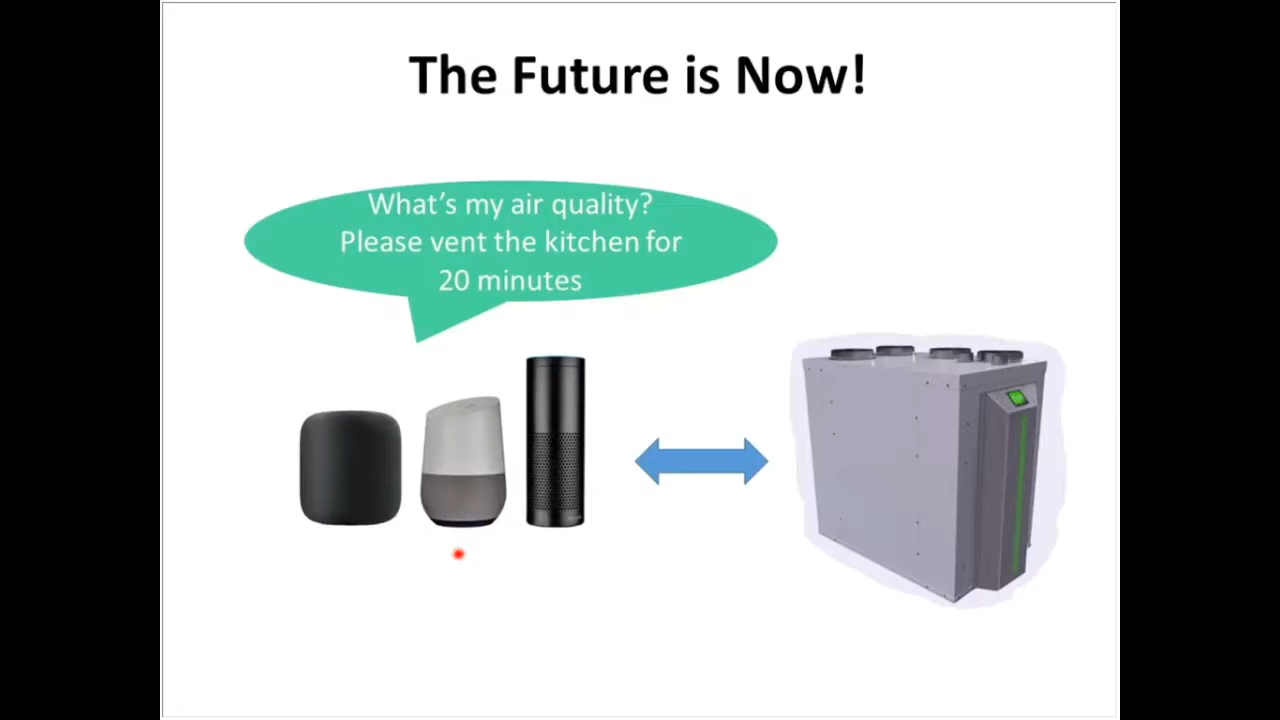 The Future is Now!
What's my air quality?
Please vent the kitchen for
20 minutes